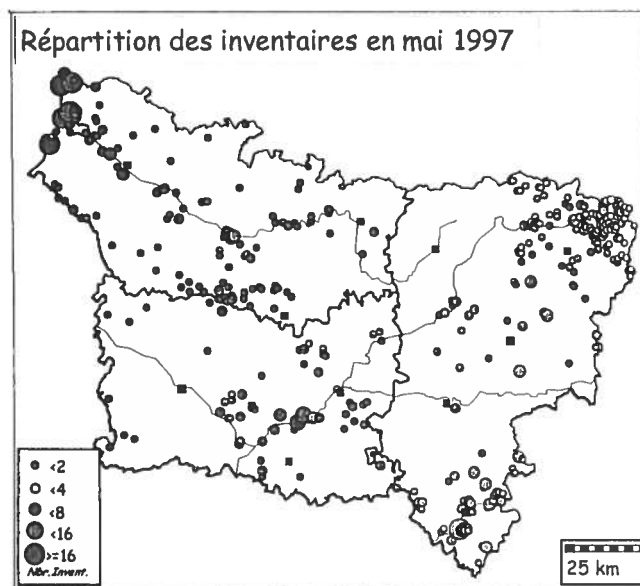 Répartition des inventaires en mai 1997
<2
<4
<8
<16
>=16
Nbr. Invent.
25 km